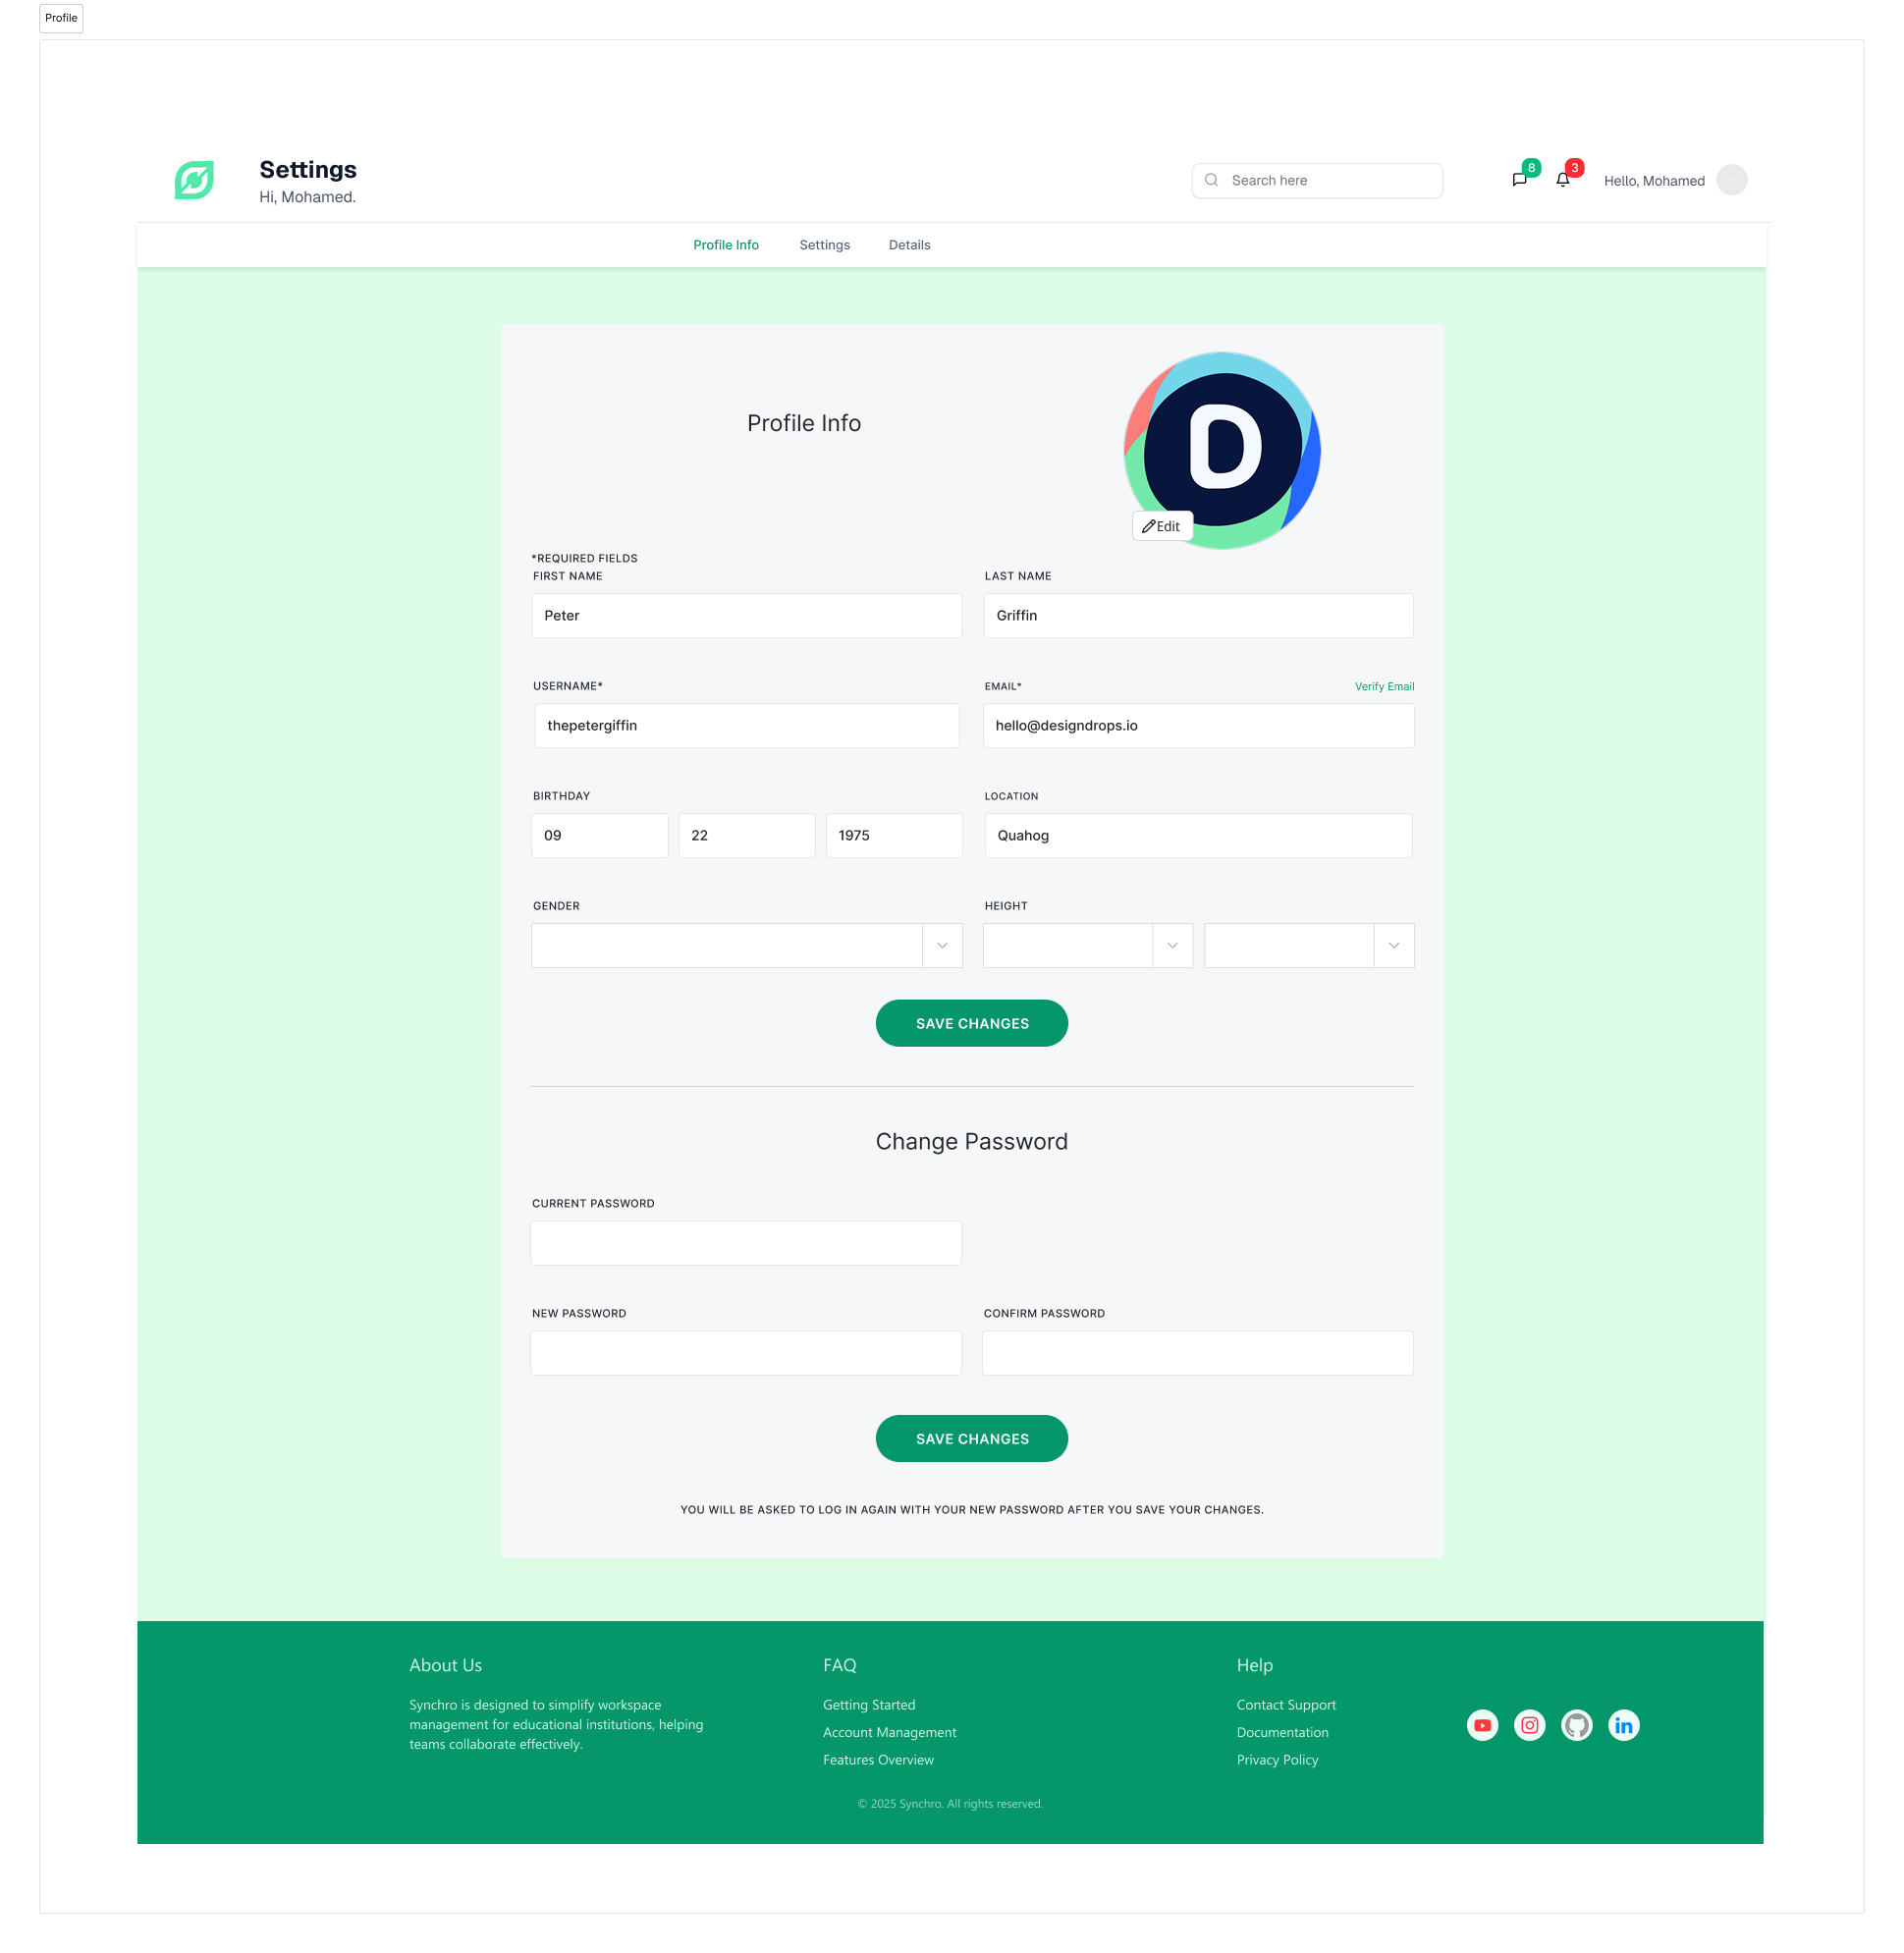 Profile
Settings
Hi, Mohamed.
Search here
8
3
Hello, Mohamed
Profile Info
Settings
Details
Profile Info
D
Edit
*REQUIRED FIELDS
FIRST NAME
LAST NAME
Peter
Griffin
USERNAME*
EMAIL*
Verify Email
thepetergiffin
hello@designdrops.io
BIRTHDAY
LOCATION
09
22
1975
Quahog
GENDER
HEIGHT
SAVE CHANGES
Change Password
CURRENT PASSWORD
NEW PASSWORD
CONFIRM PASSWORD
SAVE CHANGES
YOU WILL BE ASKED TO LOG IN AGAIN WITH YOUR NEW PASSWORD AFTER YOU SAVE YOUR CHANGES.
About Us
Synchro is designed to simplify workspace
management for educational institutions, helping
teams collaborate effectively.
FAQ
Getting Started
Account Management
Features Overview
Help
Contact Support
Documentation
Privacy Policy
in
© 2025 Synchro. All rights reserved.